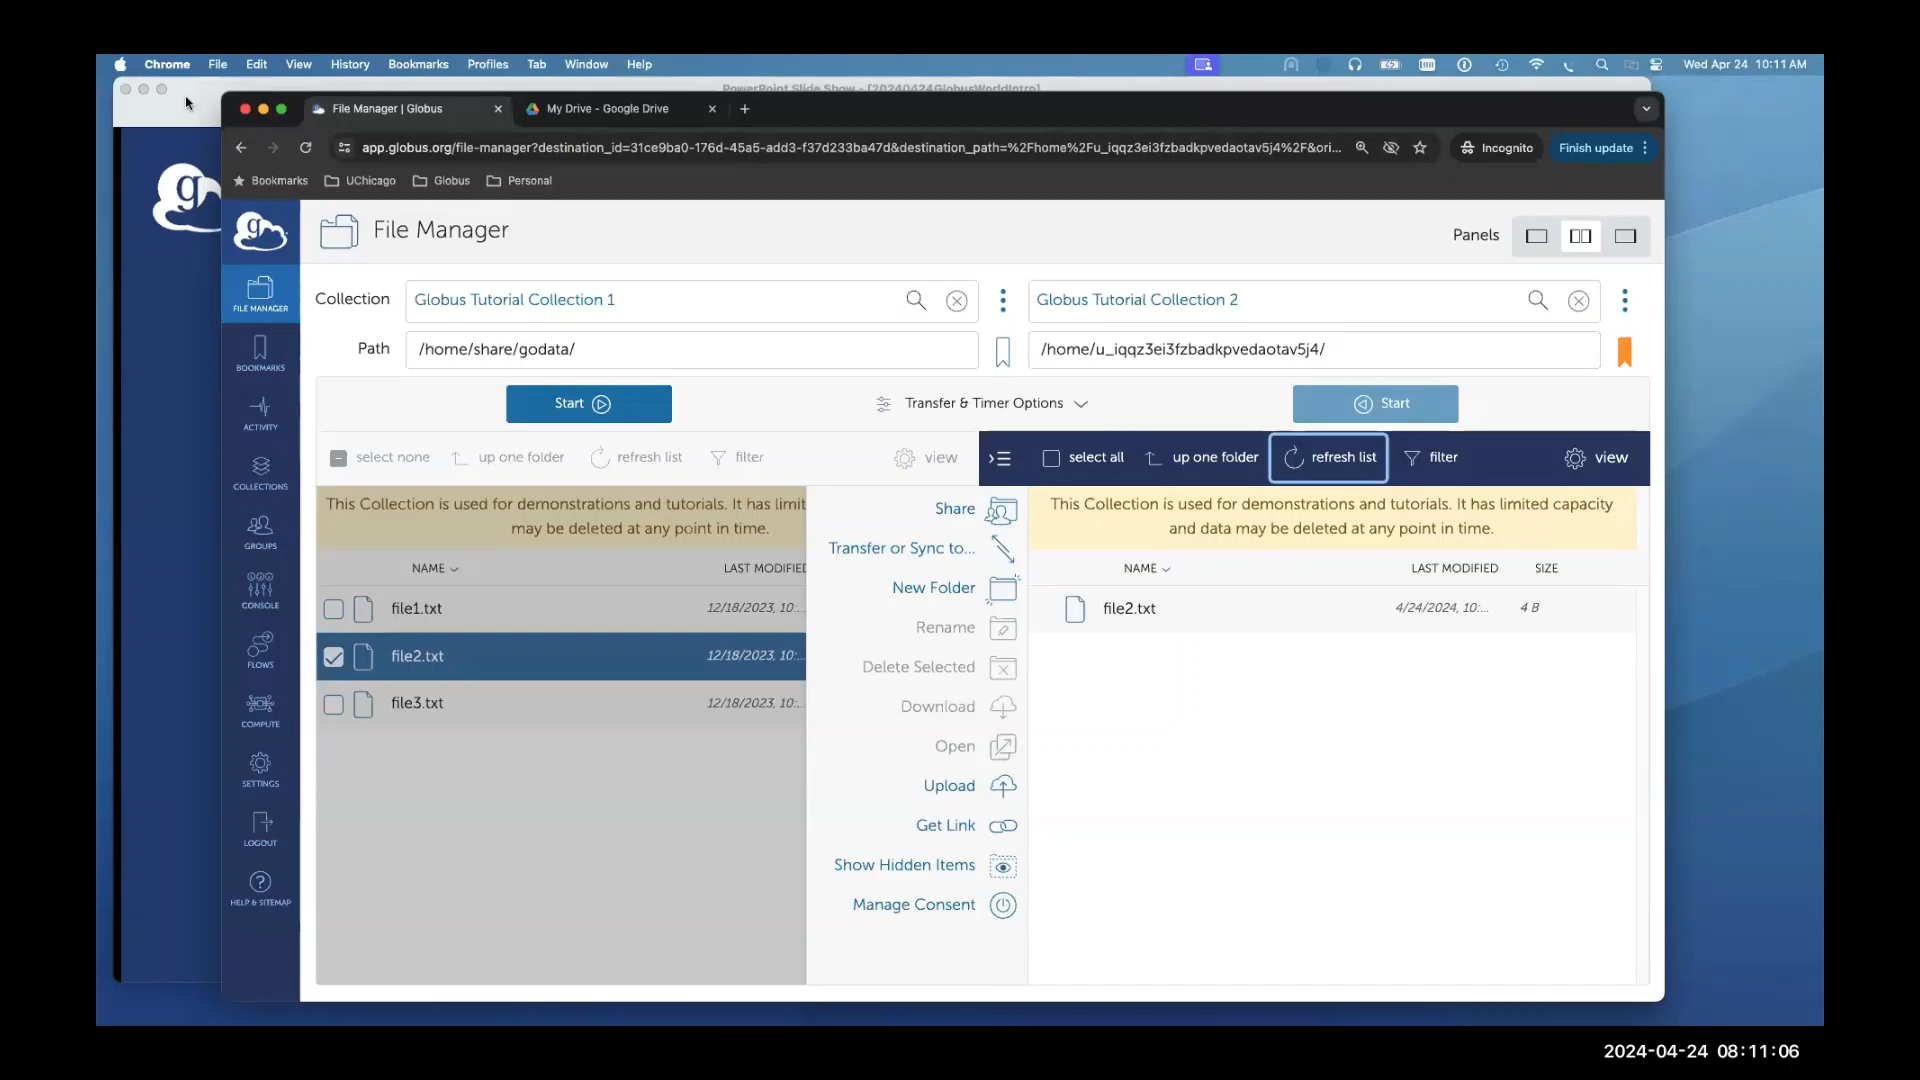 Chrome File Edit View History Bookmarks Profiles Tab Window Help Wed Apr 24 10:11 AM
PowerPoint Slide Show - [20240424GlobusWorldIntro]
File Manager | Globus My Drive - Google Drive
app.globus.org/file-manager?destination_id=31ce9ba0-176d-45a5-add3-f37d233ba47d&destination_path=%2Fhome%2Fu_iqqz3ei3fzbadkpvedaotav5j4%2F&ori... Incognito Finish update
Bookmarks UChicago Globus Personal
g
g
File Manager
Panels
FILE MANAGER
BOOKMARKS
ACTIVITY
COLLECTIONS
GROUPS
CONSOLE
FLOWS
COMPUTE
SETTINGS
LOGOUT
HELP & SITEMAP
Collection Globus Tutorial Collection 1 Globus Tutorial Collection 2
Path /home/share/godata/ /home/u_iqqz3ei3fzbadkpvedaotav5j4/
Start Transfer & Timer Options Start
select none up one folder refresh list filter view
select all up one folder refresh list filter view
This Collection is used for demonstrations and tutorials. It has limit
may be deleted at any point in time.
NAME LAST MODIFIED
file1.txt 12/18/2023, 10:...
file2.txt 12/18/2023, 10:...
file3.txt 12/18/2023, 10:...
Share
Transfer or Sync to...
New Folder
Rename
Delete Selected
Download
Open
Upload
Get Link
Show Hidden Items
Manage Consent
This Collection is used for demonstrations and tutorials. It has limited capacity
and data may be deleted at any point in time.
NAME LAST MODIFIED SIZE
file2.txt 4/24/2024, 10:... 4 B
2024-04-24 08:11:06